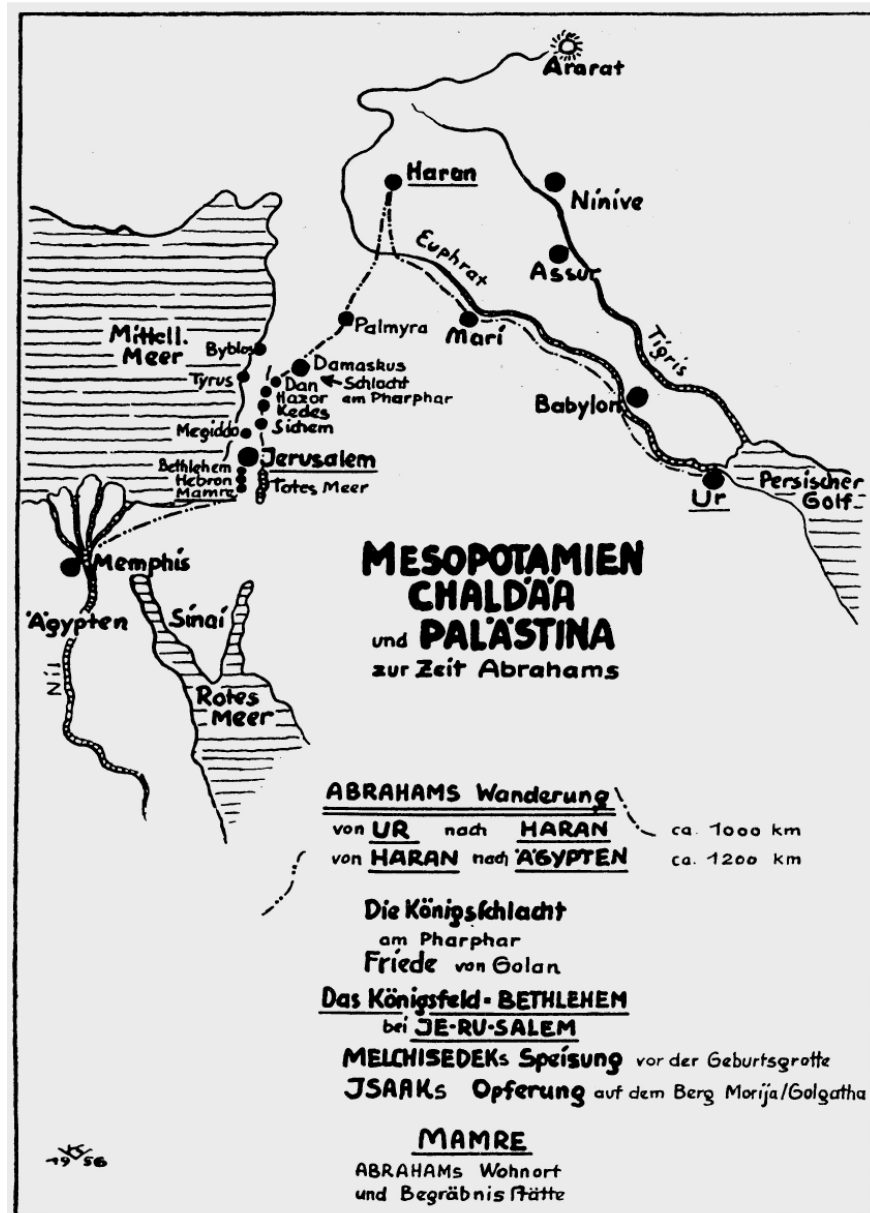 Ararat
Haran
Ninive
Euphrat
Assur
Mittell.
Meer
Palmyra
Mari
Tigris
Byblos
Tyrus
Damaskus
Dan
Schlacht
Hazor
am Pharphar
Kedes
Babylon
Megiddo
Sichem
Jerusalem
Bethlehem
Hebron
Mamre
Totes Meer
Ur
Persischer
Golf
Memphis
Ägypten
Sinai
Nil
Rotes
Meer
MESOPOTAMIEN
CHALDÄA
und PALÄSTINA
zur Zeit Abrahams
ABRAHAMS Wanderung
von UR nach HARAN ca. 1000 km
von HARAN nach ÄGYPTEN ca. 1200 km
Die Königsſchlacht
am Pharphar
Friede von Golan
Das Königsfeld = BETHLEHEM
bei JE-RU-SALEM
MELCHISEDEKs Speisung vor der Geburtsgrotte
JSAAKs Opferung auf dem Berg Morija/Golgatha
MAMRE
ABRAHAMs Wohnort
und Begräbnisſtätte
1956